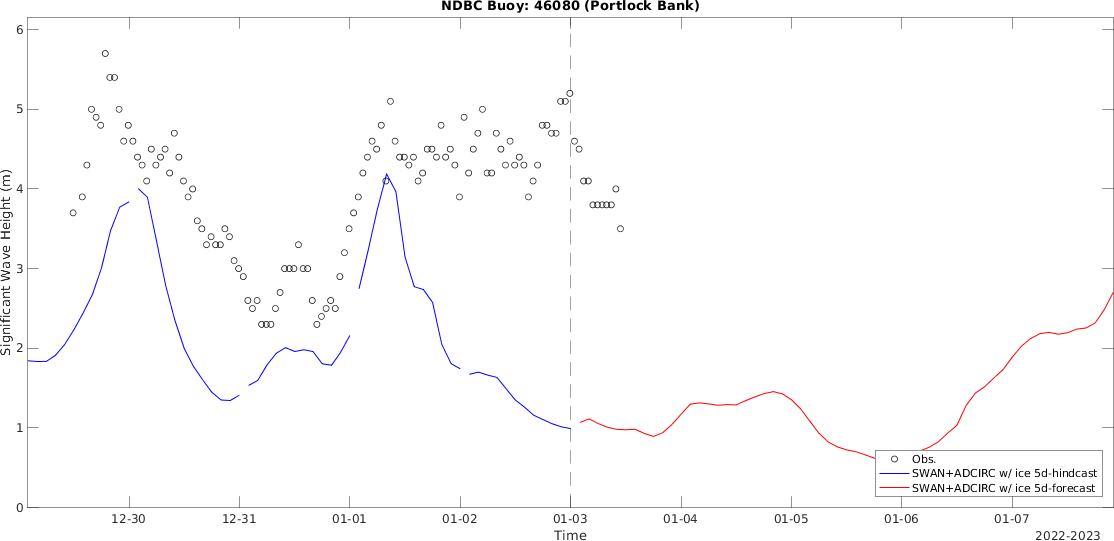 NDBC Buoy: 46080 (Portlock Bank)
Significant Wave Height (m)
6
5
4
3
2
1
0
Obs.
SWAN+ADCIRC w/ ice 5d-hindcast
SWAN+ADCIRC w/ ice 5d-forecast
12-30 12-31 01-01 01-02 01-03 01-04 01-05 01-06 01-07
Time
2022-2023